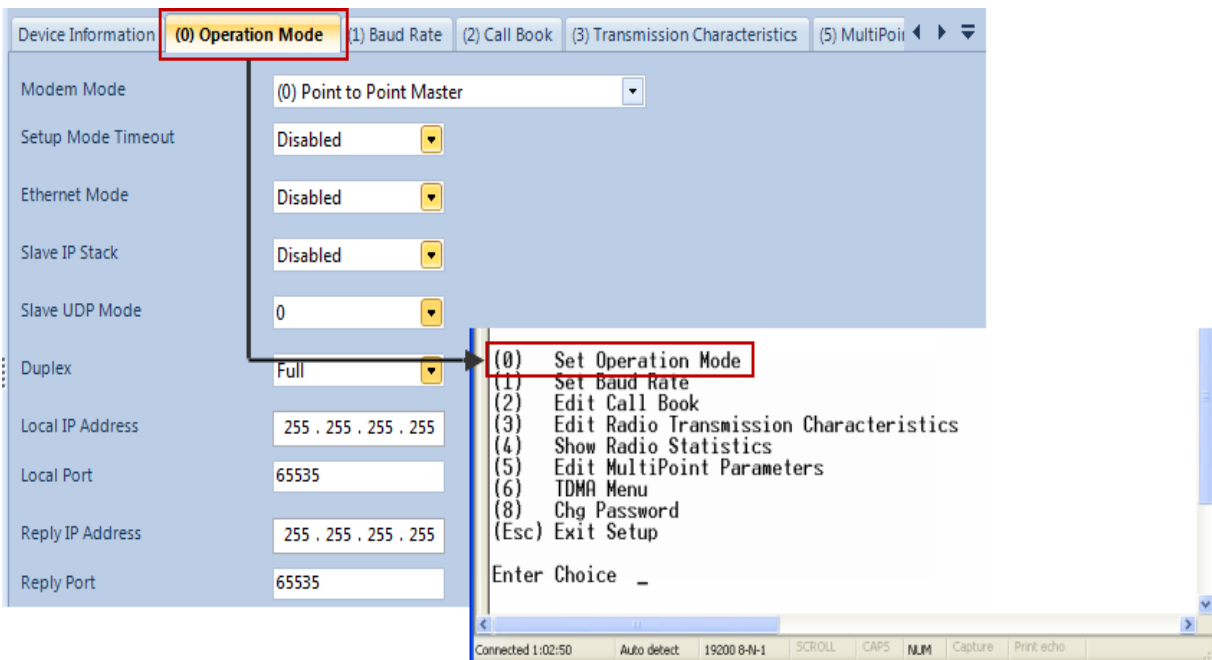 Device Information (0) Operation Mode (1) Baud Rate (2) Call Book (3) Transmission Characteristics (5) MultiPoi
Modem Mode (0) Point to Point Master
Setup Mode Timeout Disabled
Ethernet Mode Disabled
Slave IP Stack Disabled
Slave UDP Mode 0
Duplex Full
Local IP Address 255 . 255 . 255 . 255
Local Port 65535
Reply IP Address 255 . 255 . 255 . 255
Reply Port 65535
(0) Set Operation Mode
(1) Set Baud Rate
(2) Edit Call Book
(3) Edit Radio Transmission Characteristics
(4) Show Radio Statistics
(5) Edit MultiPoint Parameters
(6) TDMA Menu
(8) Chg Password
(Esc) Exit Setup
Enter Choice _
Connected 1:02:50 Auto detect 19200 8-N-1 SCROLL CAPS NUM Capture Print echo